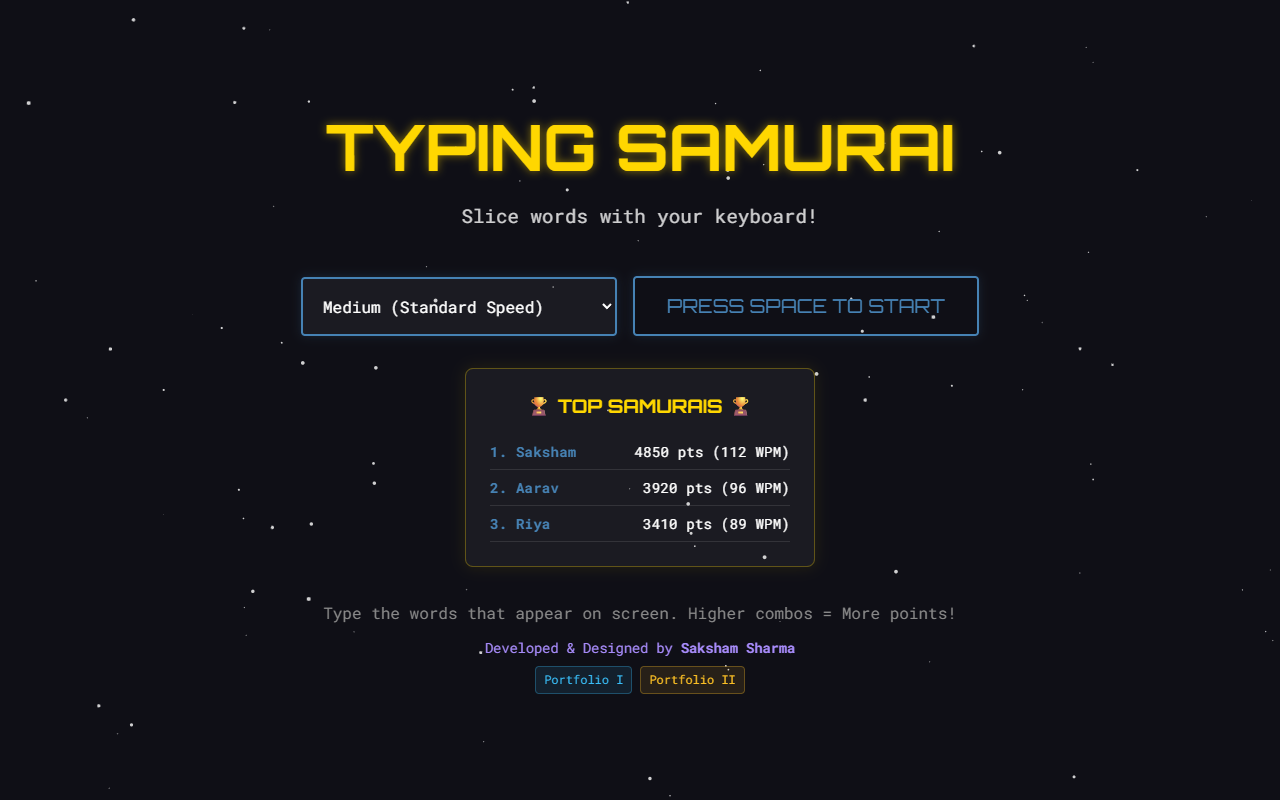 TYPING SAMURAI
Slice words with your keyboard!
Medium (Standard Speed)
PRESS SPACE TO START
🏆 TOP SAMURAIS 🏆
1. Saksham 4850 pts (112 WPM)
2. Aarav 3920 pts (96 WPM)
3. Riya 3410 pts (89 WPM)
Type the words that appear on screen. Higher combos = More points!
Developed & Designed by Saksham Sharma
Portfolio I
Portfolio II